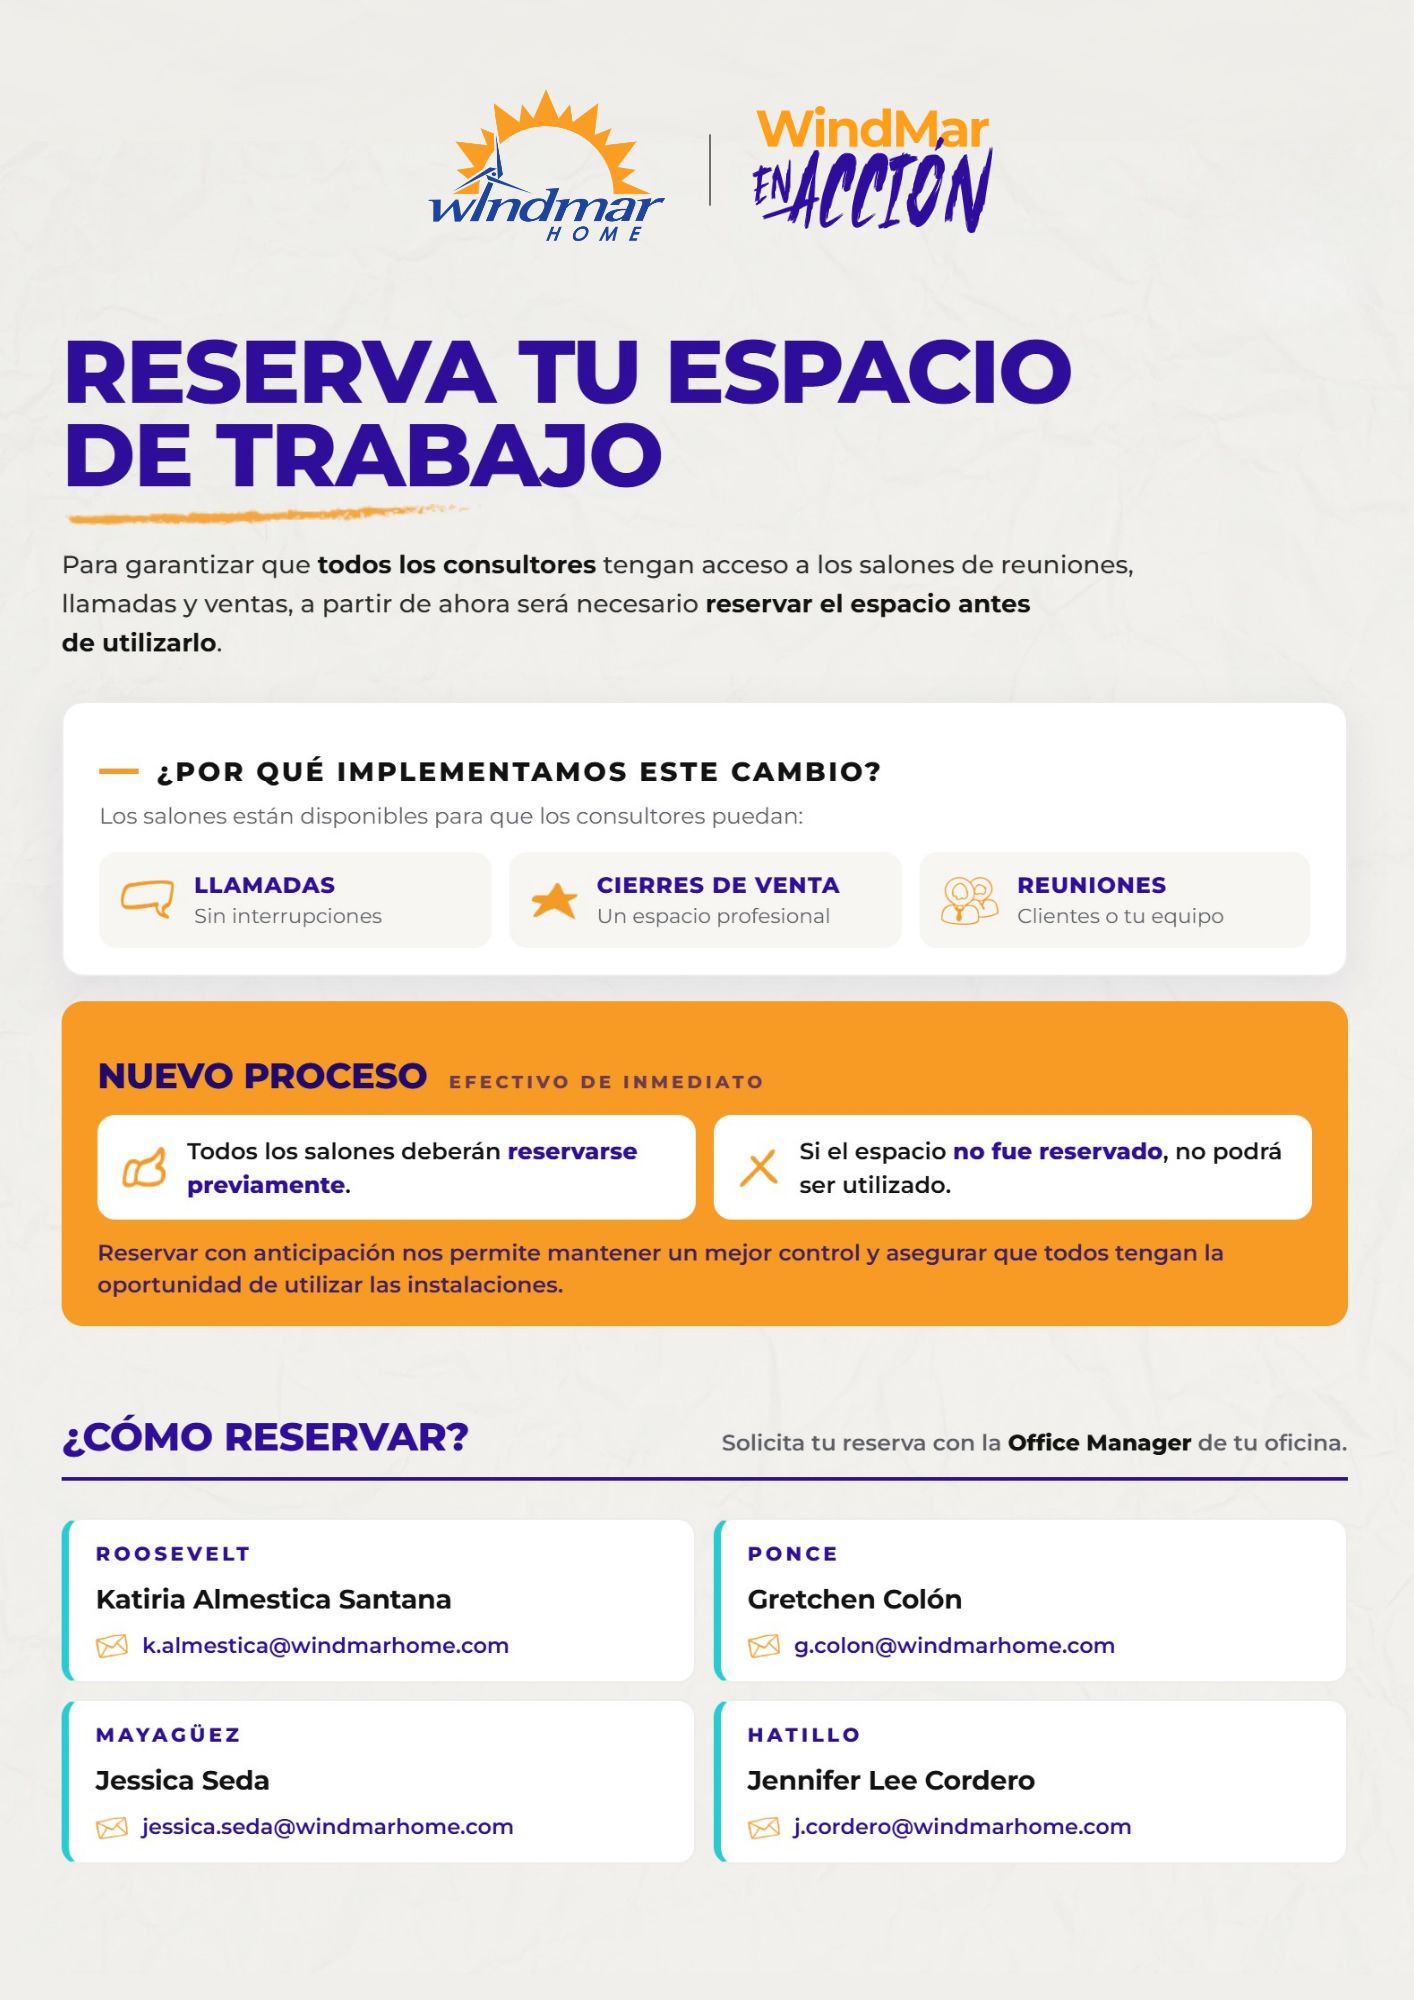 windmar
HOME
WindMar
EN ACCIÓN
RESERVA TU ESPACIO
DE TRABAJO
Para garantizar que todos los consultores tengan acceso a los salones de reuniones,
llamadas y ventas, a partir de ahora será necesario reservar el espacio antes
de utilizarlo.
¿POR QUÉ IMPLEMENTAMOS ESTE CAMBIO?
Los salones están disponibles para que los consultores puedan:
LLAMADAS
Sin interrupciones
CIERRES DE VENTA
Un espacio profesional
REUNIONES
Clientes o tu equipo
NUEVO PROCESO EFECTIVO DE INMEDIATO
Todos los salones deberán reservarse
previamente.
Si el espacio no fue reservado, no podrá
ser utilizado.
Reservar con anticipación nos permite mantener un mejor control y asegurar que todos tengan la
oportunidad de utilizar las instalaciones.
¿CÓMO RESERVAR?
Solicita tu reserva con la Office Manager de tu oficina.
ROOSEVELT
Katiria Almestica Santana
k.almestica@windmarhome.com
PONCE
Gretchen Colón
g.colon@windmarhome.com
MAYAGÜEZ
Jessica Seda
jessica.seda@windmarhome.com
HATILLO
Jennifer Lee Cordero
j.cordero@windmarhome.com